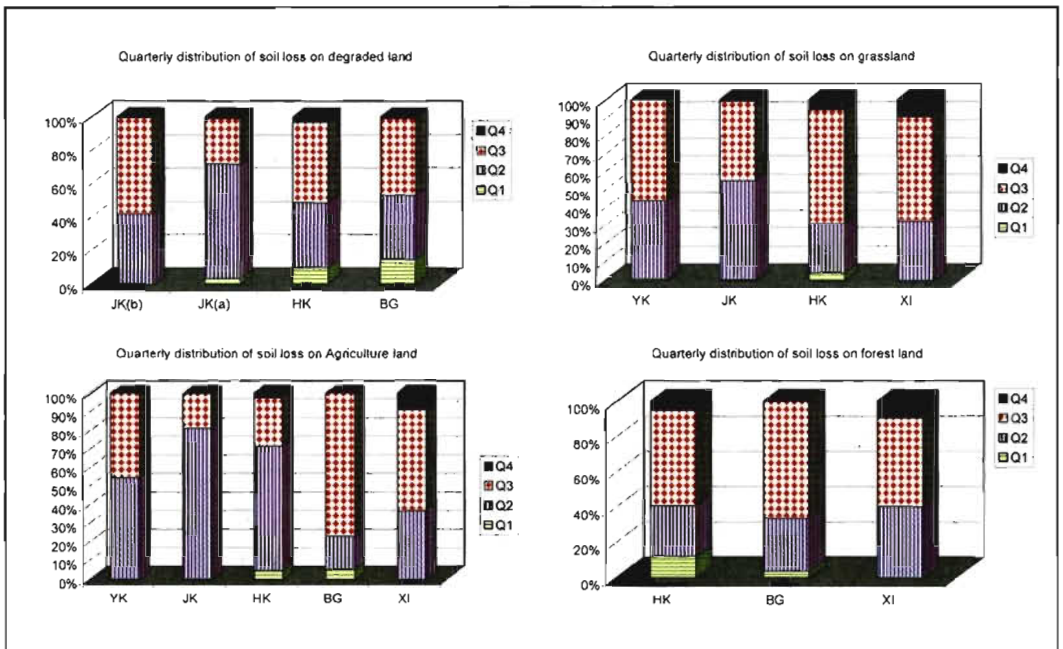 Quarterly distribution of soil loss on degraded land
100%
80%
60%
40%
20%
0%
JK(b) JK(a) HK BG
Q4
Q3
Q2
Q1
Quarterly distribution of soil loss on grassland
100%
90%
80%
70%
60%
50%
40%
30%
20%
10%
0%
YK JK HK XI
Q4
Q3
Q2
Q1
Quarterly distribution of soil loss on Agriculture land
100%
90%
80%
70%
60%
50%
40%
30%
20%
10%
0%
YK JK HK BG XI
Q4
Q3
Q2
Q1
Quarterly distribution of soil loss on forest land
100%
80%
60%
40%
20%
0%
HK BG XI
Q4
Q3
Q2
Q1